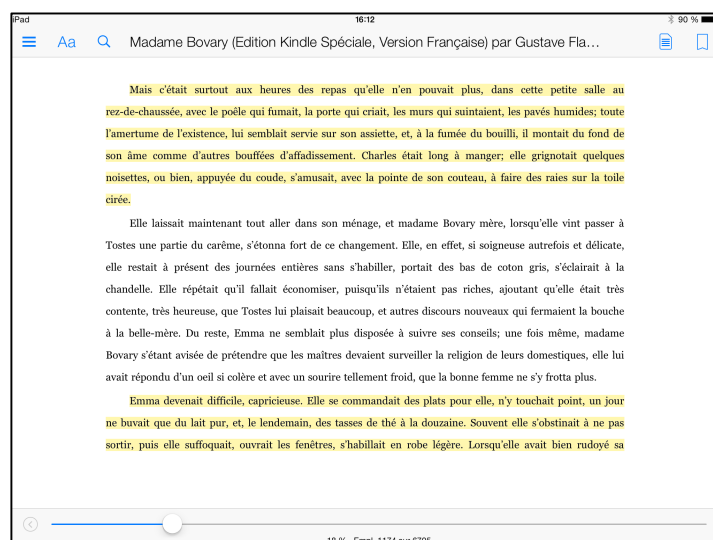 iPad 16:12 90 %
Aa Madame Bovary (Edition Kindle Spéciale, Version Française) par Gustave Fla…
Mais c'était surtout aux heures des repas qu'elle n'en pouvait plus, dans cette petite salle au
rez-de-chaussée, avec le poêle qui fumait, la porte qui criait, les murs qui suintaient, les pavés humides; toute
l'amertume de l'existence, lui semblait servie sur son assiette, et, à la fumée du bouilli, il montait du fond de
son âme comme d'autres bouffées d'affadissement. Charles était long à manger; elle grignotait quelques
noisettes, ou bien, appuyée du coude, s'amusait, avec la pointe de son couteau, à faire des raies sur la toile
cirée.
Elle laissait maintenant tout aller dans son ménage, et madame Bovary mère, lorsqu'elle vint passer à
Tostes une partie du carême, s'étonna fort de ce changement. Elle, en effet, si soigneuse autrefois et délicate,
elle restait à présent des journées entières sans s'habiller, portait des bas de coton gris, s'éclairait à la
chandelle. Elle répétait qu'il fallait économiser, puisqu'ils n'étaient pas riches, ajoutant qu'elle était très
contente, très heureuse, que Tostes lui plaisait beaucoup, et autres discours nouveaux qui fermaient la bouche
à la belle-mère. Du reste, Emma ne semblait plus disposée à suivre ses conseils; une fois même, madame
Bovary s'étant avisée de prétendre que les maîtres devaient surveiller la religion de leurs domestiques, elle lui
avait répondu d'un oeil si colère et avec un sourire tellement froid, que la bonne femme ne s'y frotta plus.
Emma devenait difficile, capricieuse. Elle se commandait des plats pour elle, n'y touchait point, un jour
ne buvait que du lait pur, et, le lendemain, des tasses de thé à la douzaine. Souvent elle s'obstinait à ne pas
sortir, puis elle suffoquait, ouvrait les fenêtres, s'habillait en robe légère. Lorsqu'elle avait bien rudoyé sa
18 % Empl. 1174 sur 6705